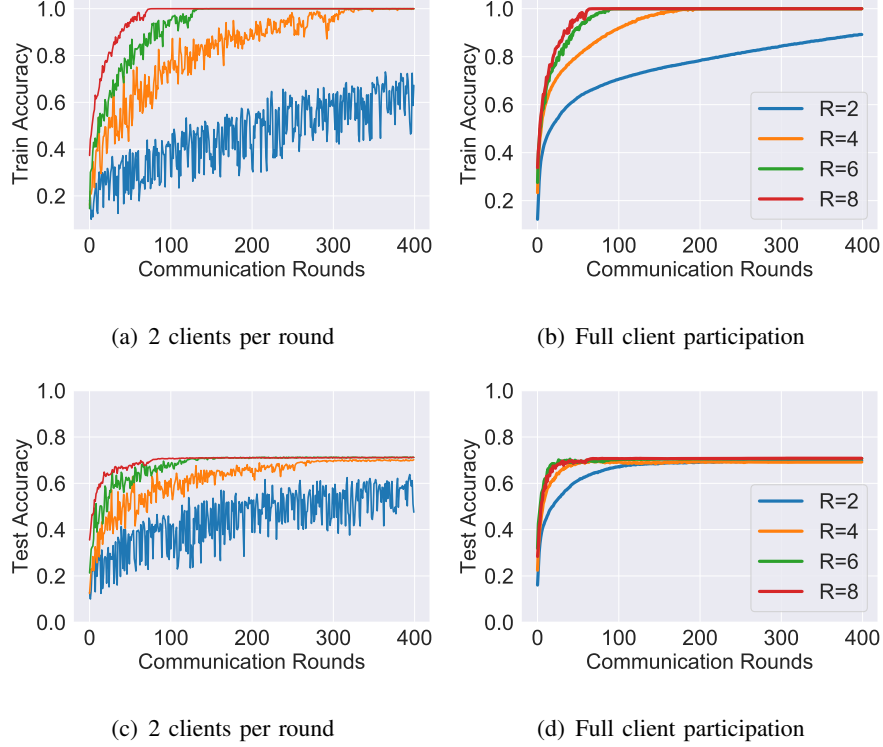 1.0
0.8
0.6
0.4
0.2
Train Accuracy
0 100 200 300 400
Communication Rounds
(a) 2 clients per round
1.0
0.8
0.6
0.4
0.2
Train Accuracy
R=2
R=4
R=6
R=8
0 100 200 300 400
Communication Rounds
(b) Full client participation
1.0
0.8
0.6
0.4
0.2
0.0
Test Accuracy
0 100 200 300 400
Communication Rounds
(c) 2 clients per round
1.0
0.8
0.6
0.4
0.2
0.0
Test Accuracy
R=2
R=4
R=6
R=8
0 100 200 300 400
Communication Rounds
(d) Full client participation